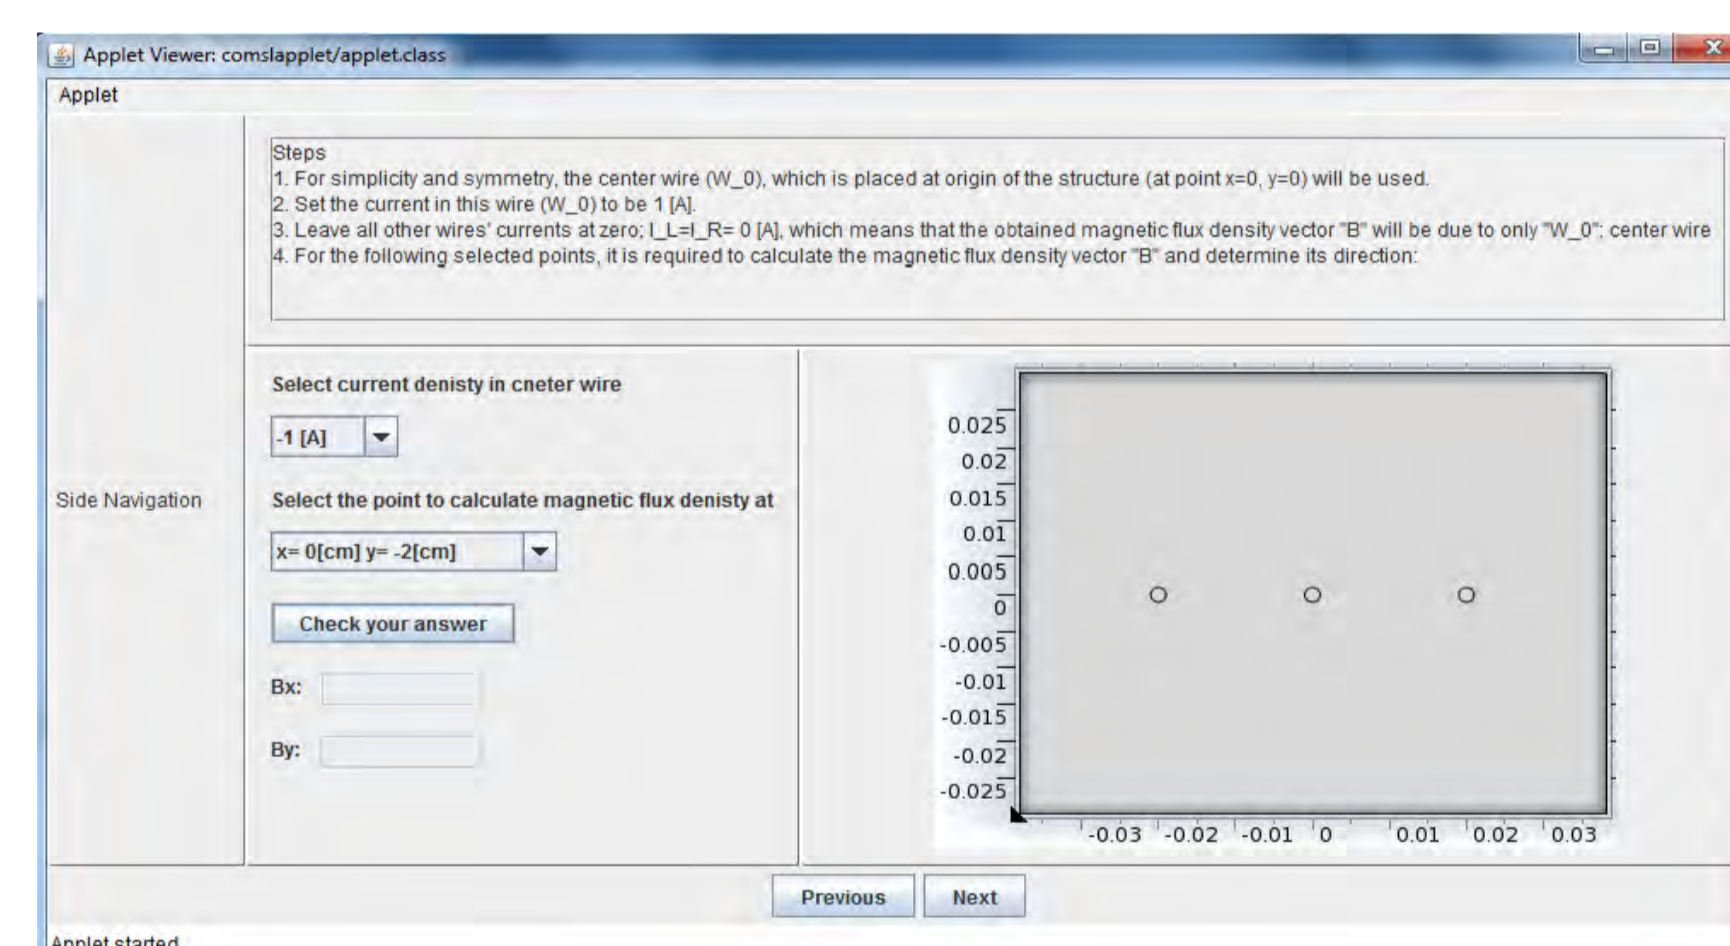 Applet Viewer: comslapplet/applet.class
Applet
Steps
1. For simplicity and symmetry, the center wire (W_0), which is placed at origin of the structure (at point x=0, y=0) will be used.
2. Set the current in this wire (W_0) to be 1 [A].
3. Leave all other wires' currents at zero; I_L=I_R= 0 [A], which means that the obtained magnetic flux density vector "B" will be due to only "W_0"; center wire
4. For the following selected points, it is required to calculate the magnetic flux density vector "B" and determine its direction:
Side Navigation
Select current denisty in cneter wire
-1 [A]
Select the point to calculate magnetic flux denisty at
x= 0[cm] y= -2[cm]
Check your answer
Bx:
By:
0.025
0.02
0.015
0.01
0.005
0
-0.005
-0.01
-0.015
-0.02
-0.025
-0.03 -0.02 -0.01 0 0.01 0.02 0.03
Previous Next
Applet started